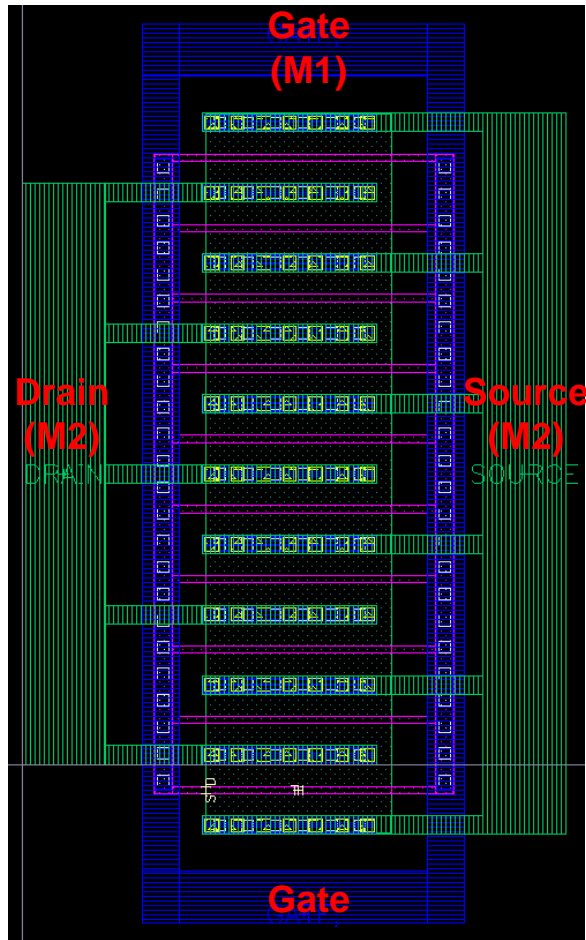 Gate
(M1)
Drain
(M2)
DRAIN
Source
(M2)
SOURCE
Gate